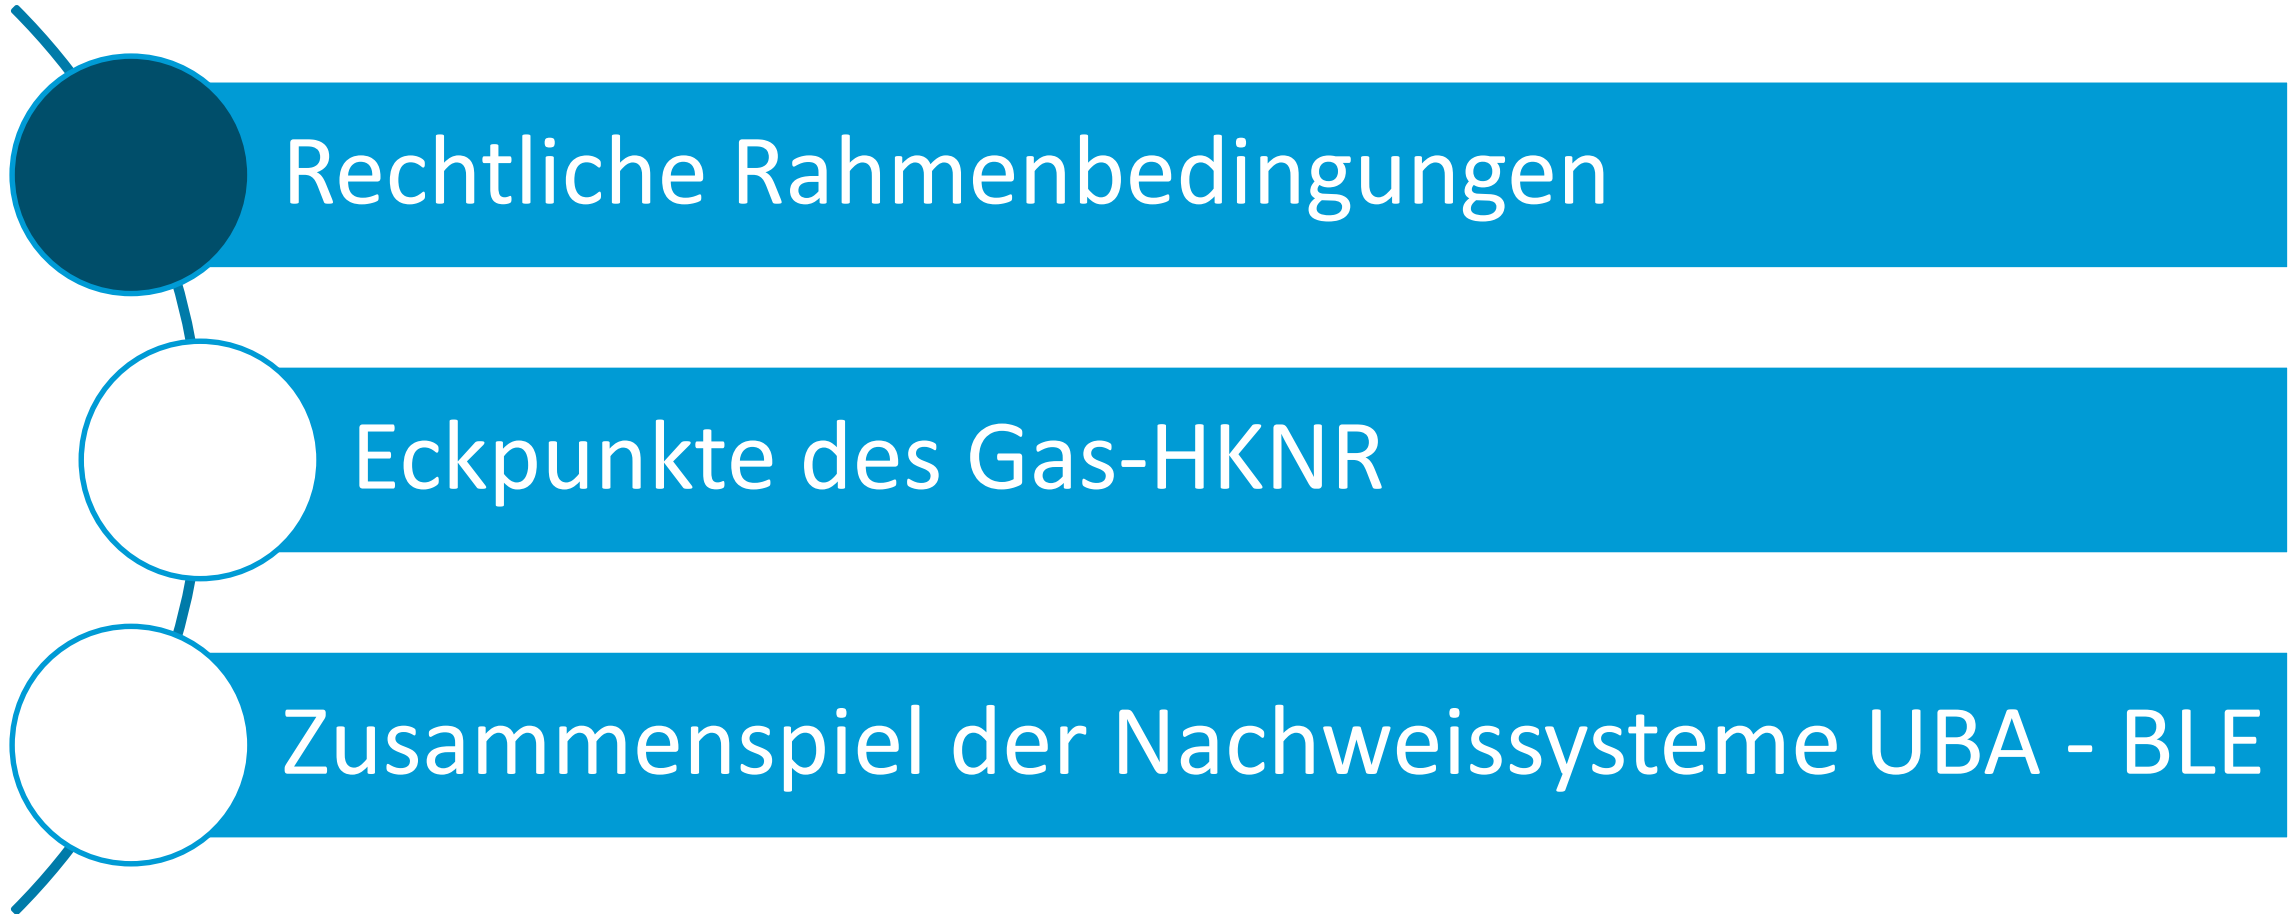 Rechtliche Rahmenbedingungen
Eckpunkte des Gas-HKNR
Zusammenspiel der Nachweissysteme UBA - BLE